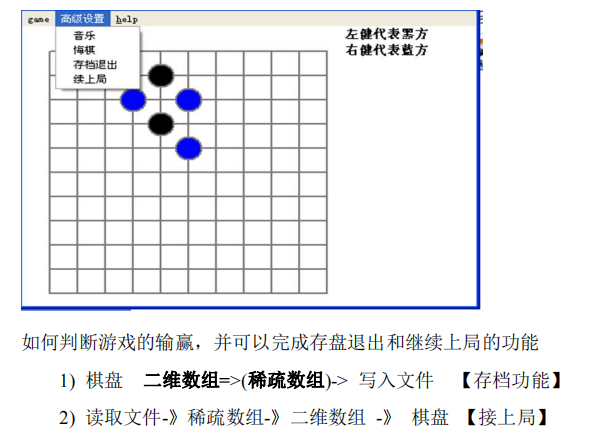 game 高级设置 help
音乐
悔棋
存档退出
续上局
左健代表黑方
右健代表蓝方
如何判断游戏的输赢，并可以完成存盘退出和继续上局的功能
1) 棋盘 二维数组=>(稀疏数组)-> 写入文件 【存档功能】
2) 读取文件-》稀疏数组-》二维数组 -》 棋盘 【接上局】